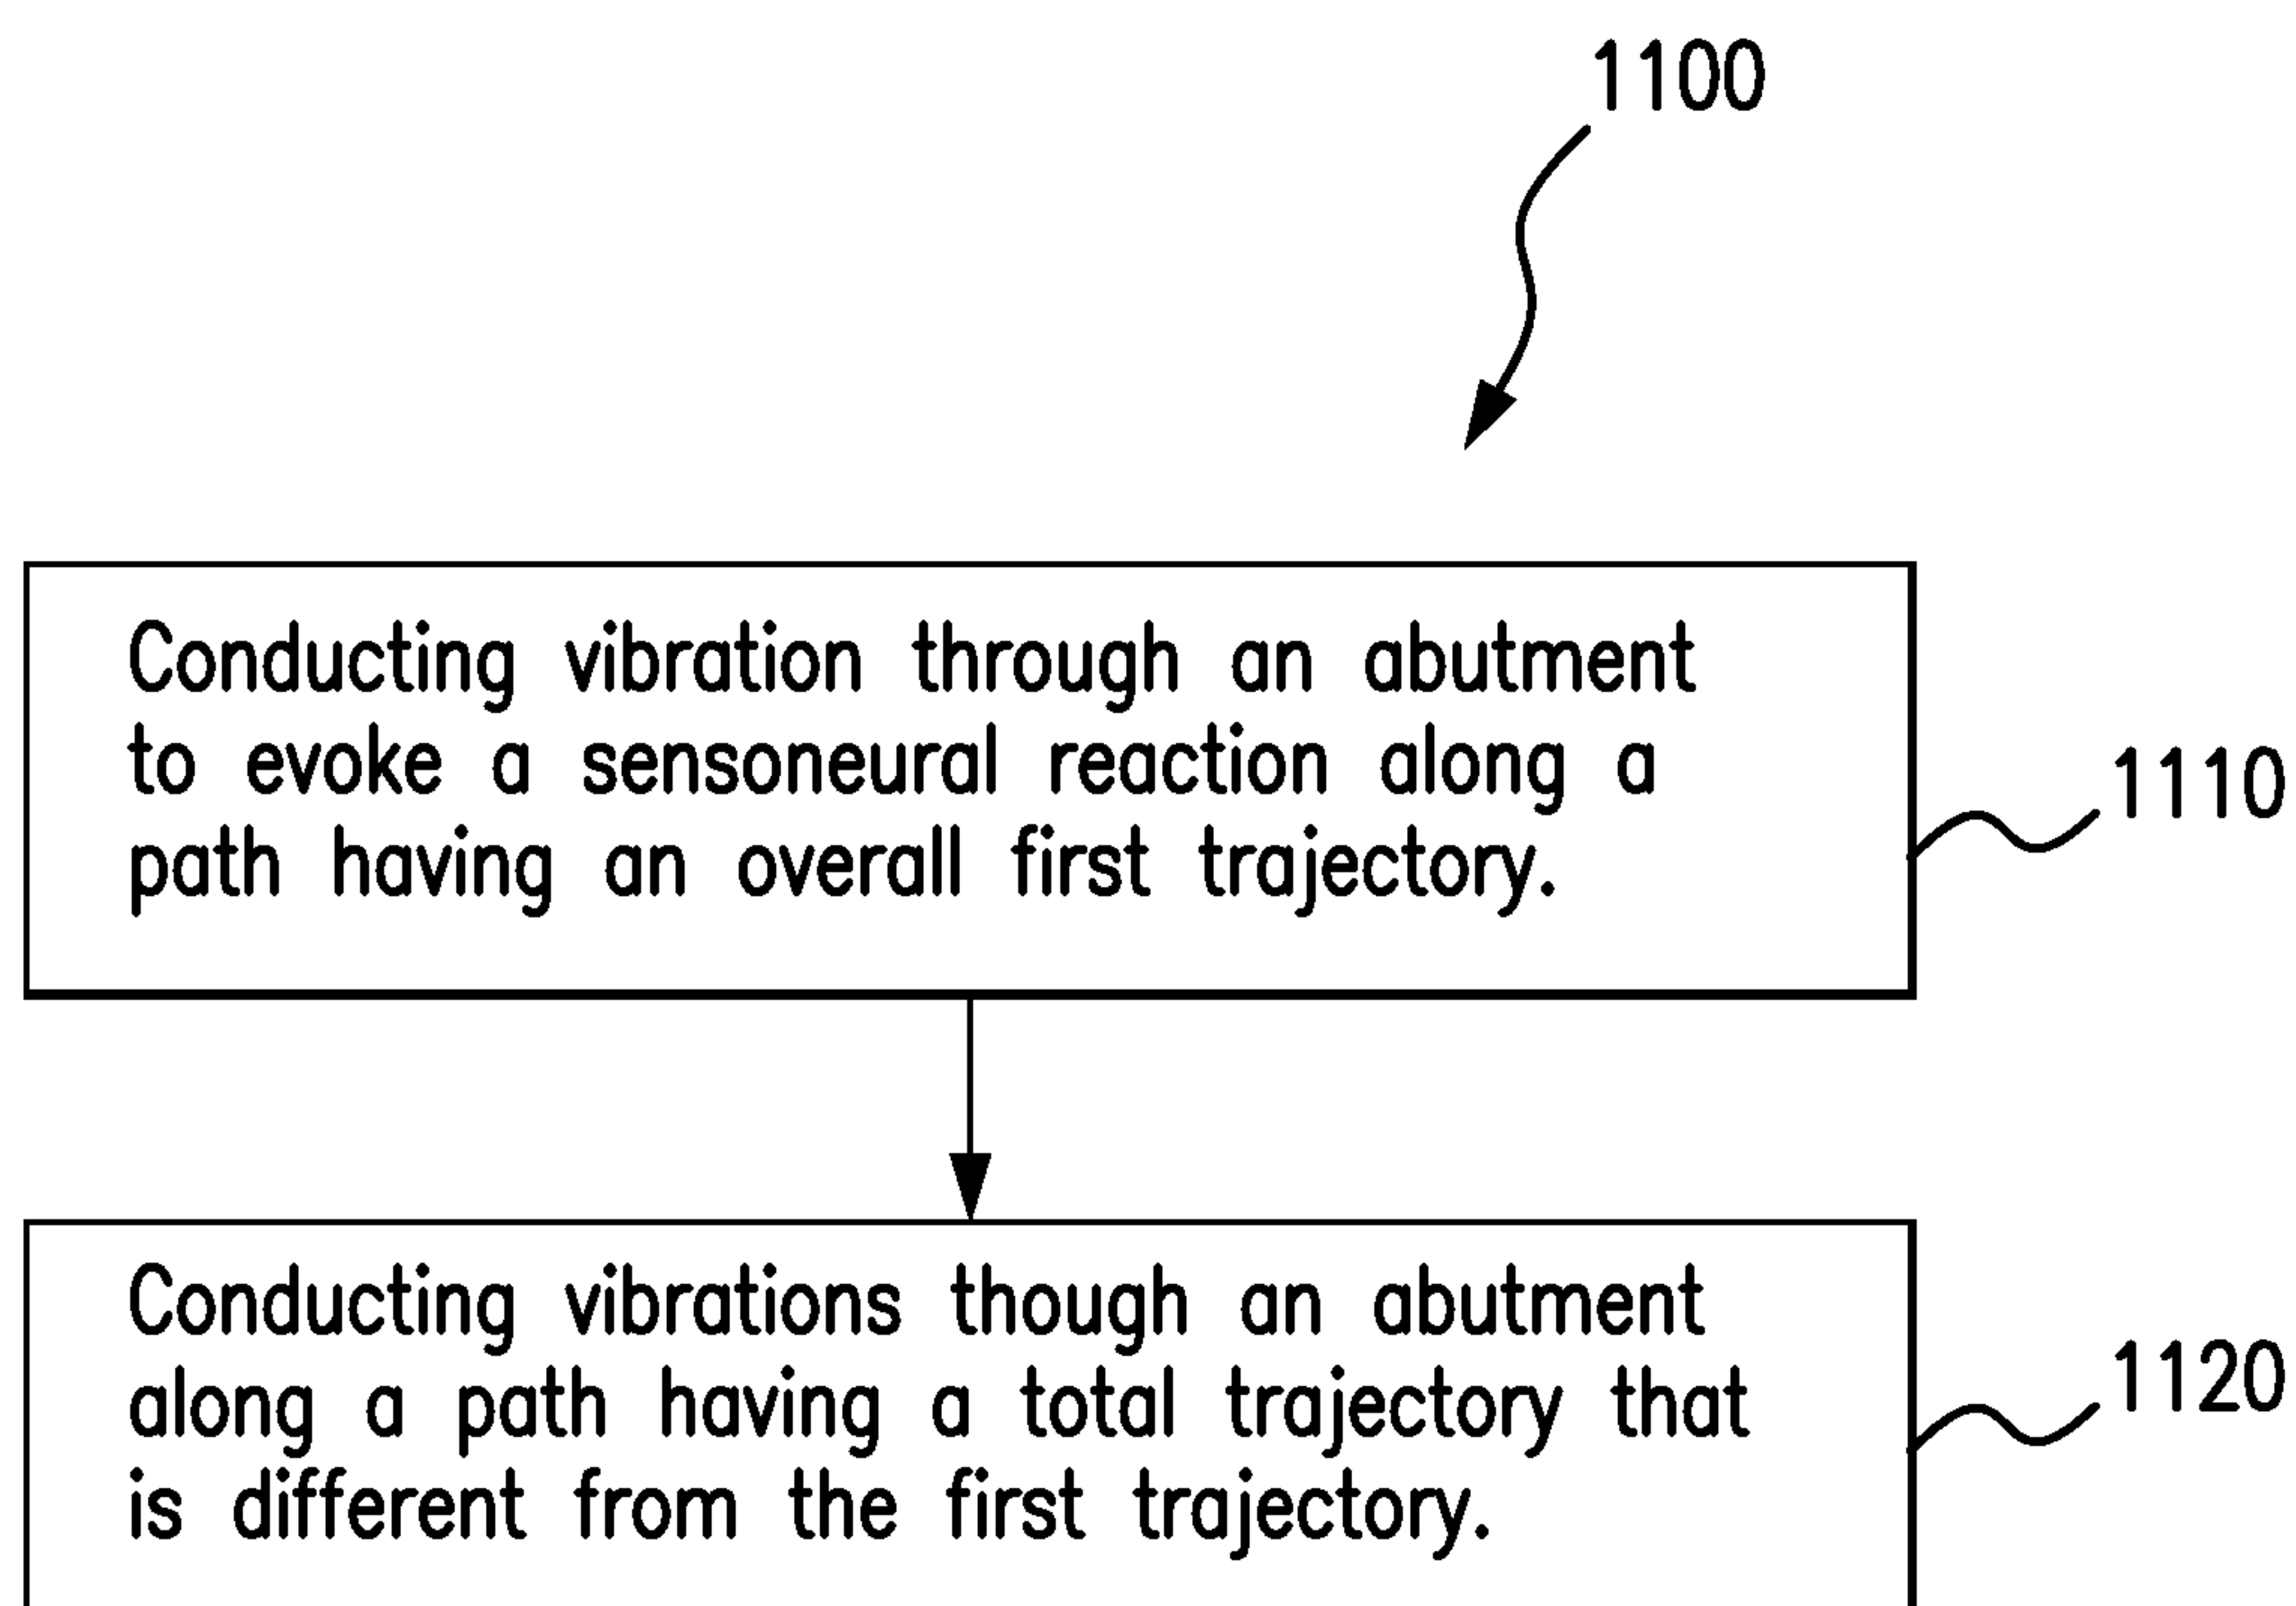 1100
Conducting vibration through an abutment
to evoke a sensoneural reaction along a
path having an overall first trajectory.
1110
Conducting vibrations though an abutment
along a path having a total trajectory that
is different from the first trajectory.
1120